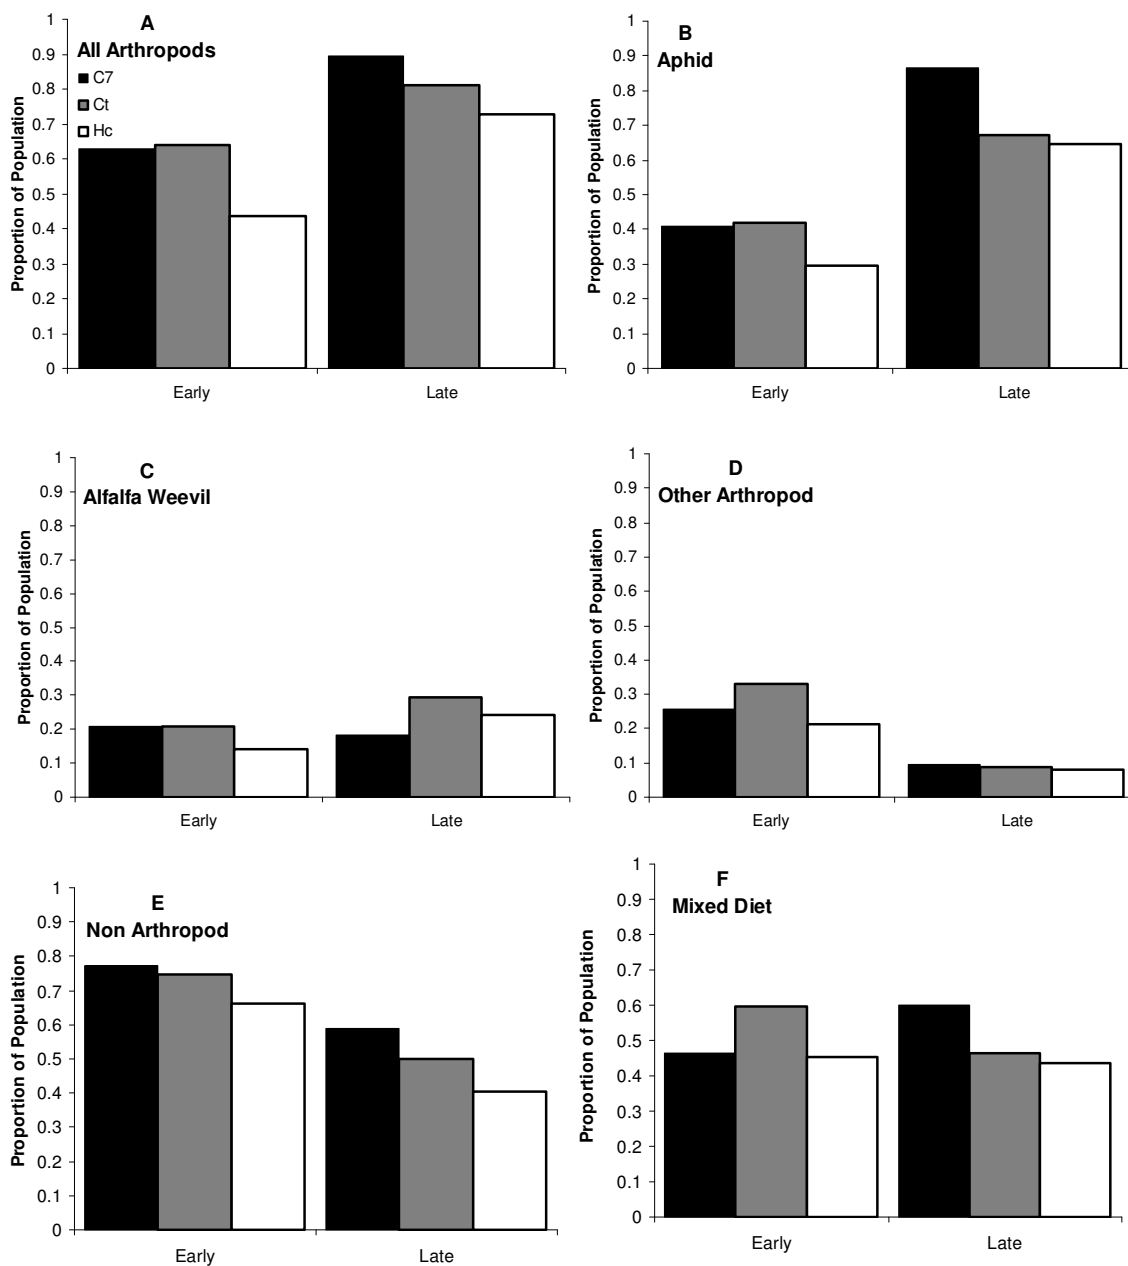 A
All Arthropods
C7
Ct
Hc
Proportion of Population
1
0.9
0.8
0.7
0.6
0.5
0.4
0.3
0.2
0.1
0
Early Late
B
Aphid
Proportion of Population
1
0.9
0.8
0.7
0.6
0.5
0.4
0.3
0.2
0.1
0
Early Late
C
Alfalfa Weevil
Proportion of Population
1
0.9
0.8
0.7
0.6
0.5
0.4
0.3
0.2
0.1
0
Early Late
D
Other Arthropod
Proportion of Population
1
0.9
0.8
0.7
0.6
0.5
0.4
0.3
0.2
0.1
0
Early Late
E
Non Arthropod
Proportion of Population
1
0.9
0.8
0.7
0.6
0.5
0.4
0.3
0.2
0.1
0
Early Late
F
Mixed Diet
Proportion of Population
1
0.9
0.8
0.7
0.6
0.5
0.4
0.3
0.2
0.1
0
Early Late